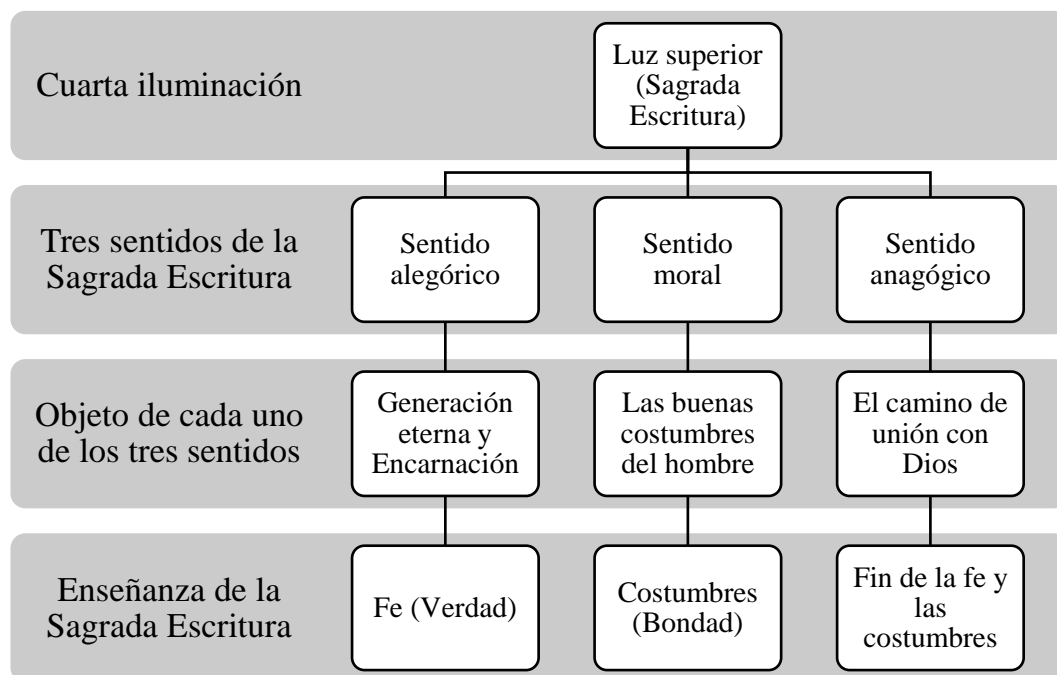 Cuarta iluminación
Luz superior
(Sagrada
Escritura)
Tres sentidos de la
Sagrada Escritura
Sentido
alegórico
Sentido
moral
Sentido
anagógico
Objeto de cada uno
de los tres sentidos
Generación
eterna y
Encarnación
Las buenas
costumbres
del hombre
El camino de
unión con
Dios
Enseñanza de la
Sagrada Escritura
Fe (Verdad)
Costumbres
(Bondad)
Fin de la fe y
las
costumbres